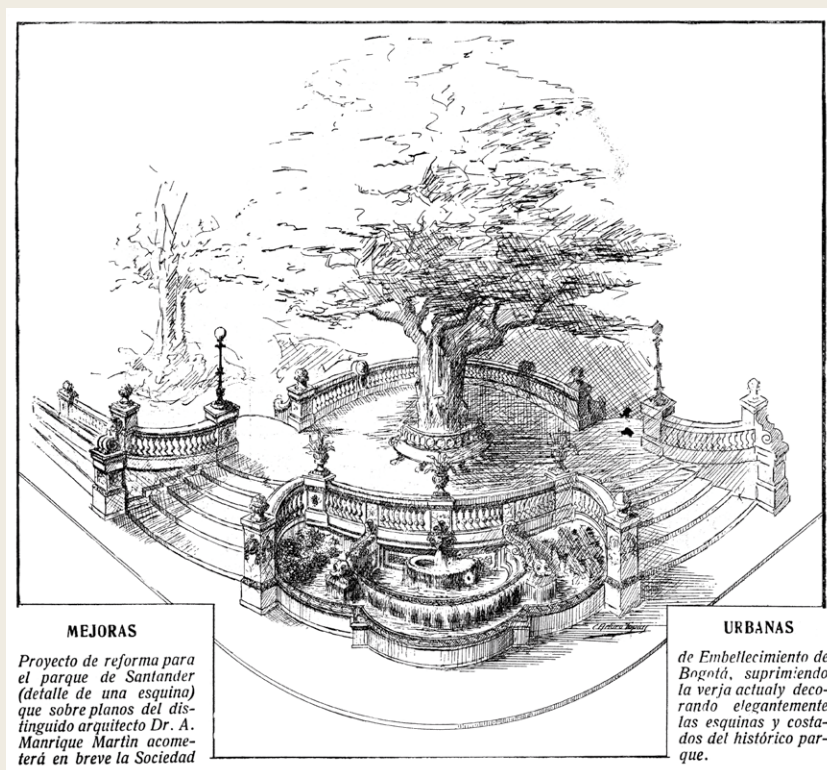 MEJORAS
Proyecto de reforma para
el parque de Santander
(detalle de una esquina)
que sobre planos del dis-
tinguido arquitecto Dr. A.
Manrique Martin acome-
terá en breve la Sociedad
URBANAS
de Embellecimiento de
Bogotá, suprimiendo
la verja actualy deco-
rando elegantemente
las esquinas y costa-
dos del histórico par-
que.